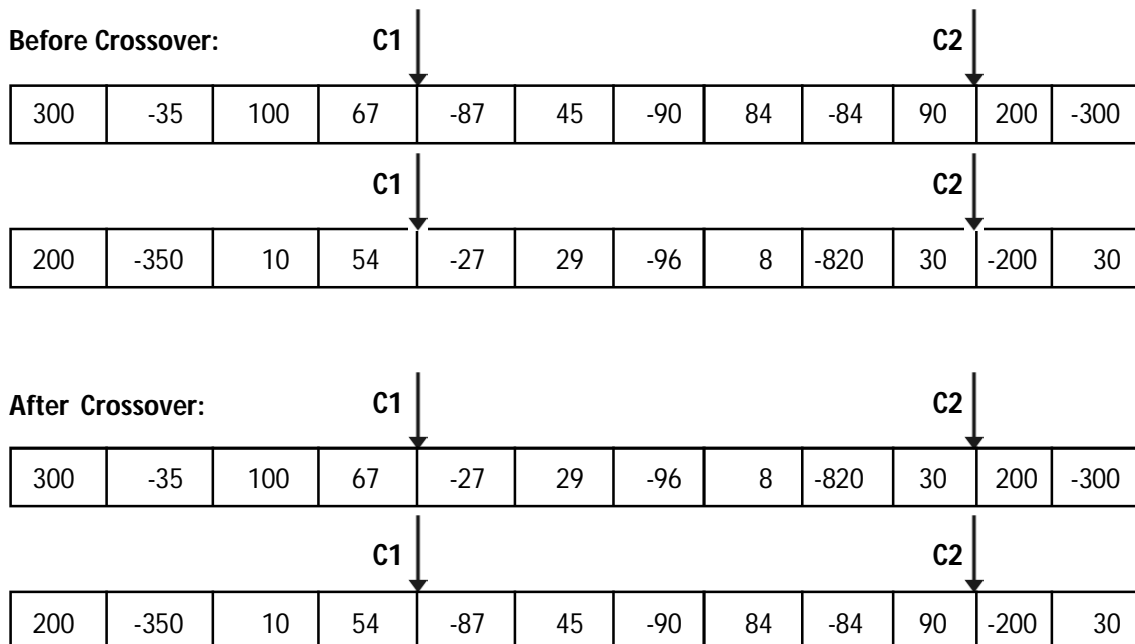 Before Crossover: C1 C2
300 -35 100 67 -87 45 -90 84 -84 90 200 -300
C1 C2
200 -350 10 54 -27 29 -96 8 -820 30 -200 30
After Crossover: C1 C2
300 -35 100 67 -27 29 -96 8 -820 30 200 -300
C1 C2
200 -350 10 54 -87 45 -90 84 -84 90 -200 30